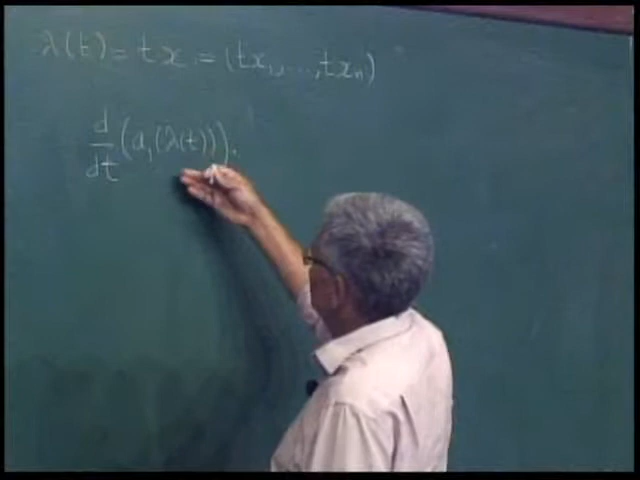 λ(t) = tx = (tx₁, ..., txₙ)
d/dt (a₁(λ(t))).